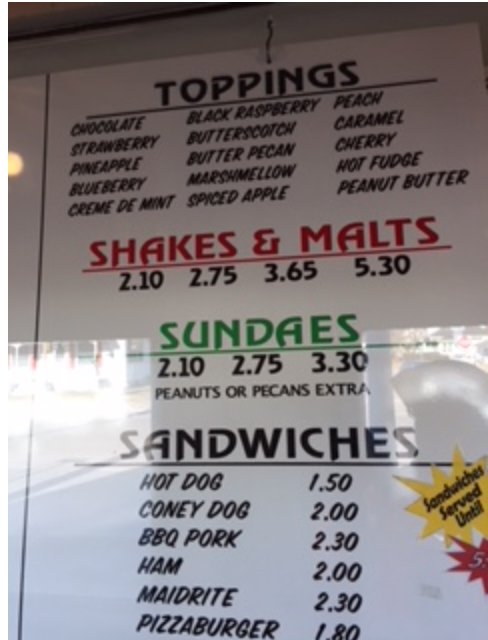 TOPPINGS
CHOCOLATE BLACK RASPBERRY PEACH
STRAWBERRY BUTTERSCOTCH CARAMEL
PINEAPPLE BUTTER PECAN CHERRY
BLUEBERRY MARSHMELLOW HOT FUDGE
CREME DE MINT SPICED APPLE PEANUT BUTTER
SHAKES & MALTS
2.10 2.75 3.65 5.30
SUNDAES
2.10 2.75 3.30
PEANUTS OR PECANS EXTRA
SANDWICHES
HOT DOG 1.50
CONEY DOG 2.00
BBQ PORK 2.30
HAM 2.00
MAIDRITE 2.30
PIZZABURGER 1.80
Sandwiches
Served
Until